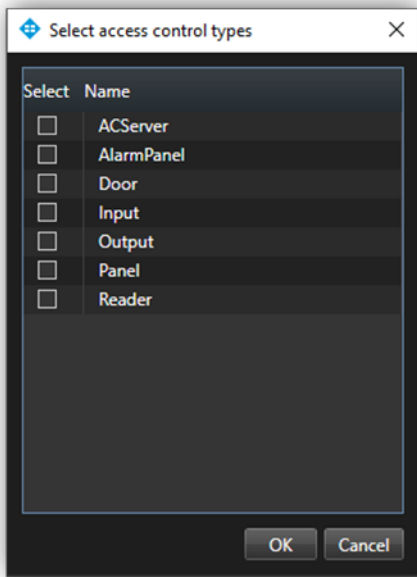 Select access control types
Select Name
ACServer
AlarmPanel
Door
Input
Output
Panel
Reader
OK Cancel